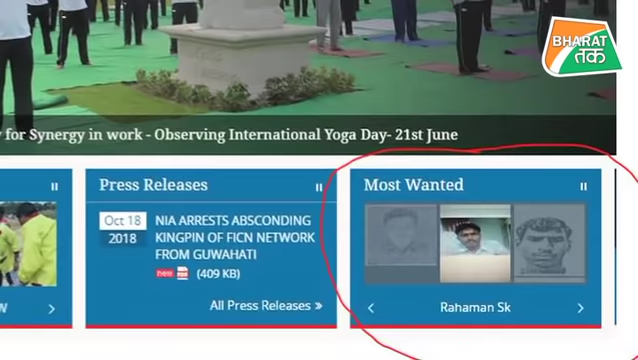 BHARAT
तक
for Synergy in work - Observing International Yoga Day- 21st June
Press Releases
Most Wanted
Oct 18
2018
NIA ARRESTS ABSCONDING
KINGPIN OF FICN NETWORK
FROM GUWAHATI
new
(409 KB)
All Press Releases »
Rahaman Sk